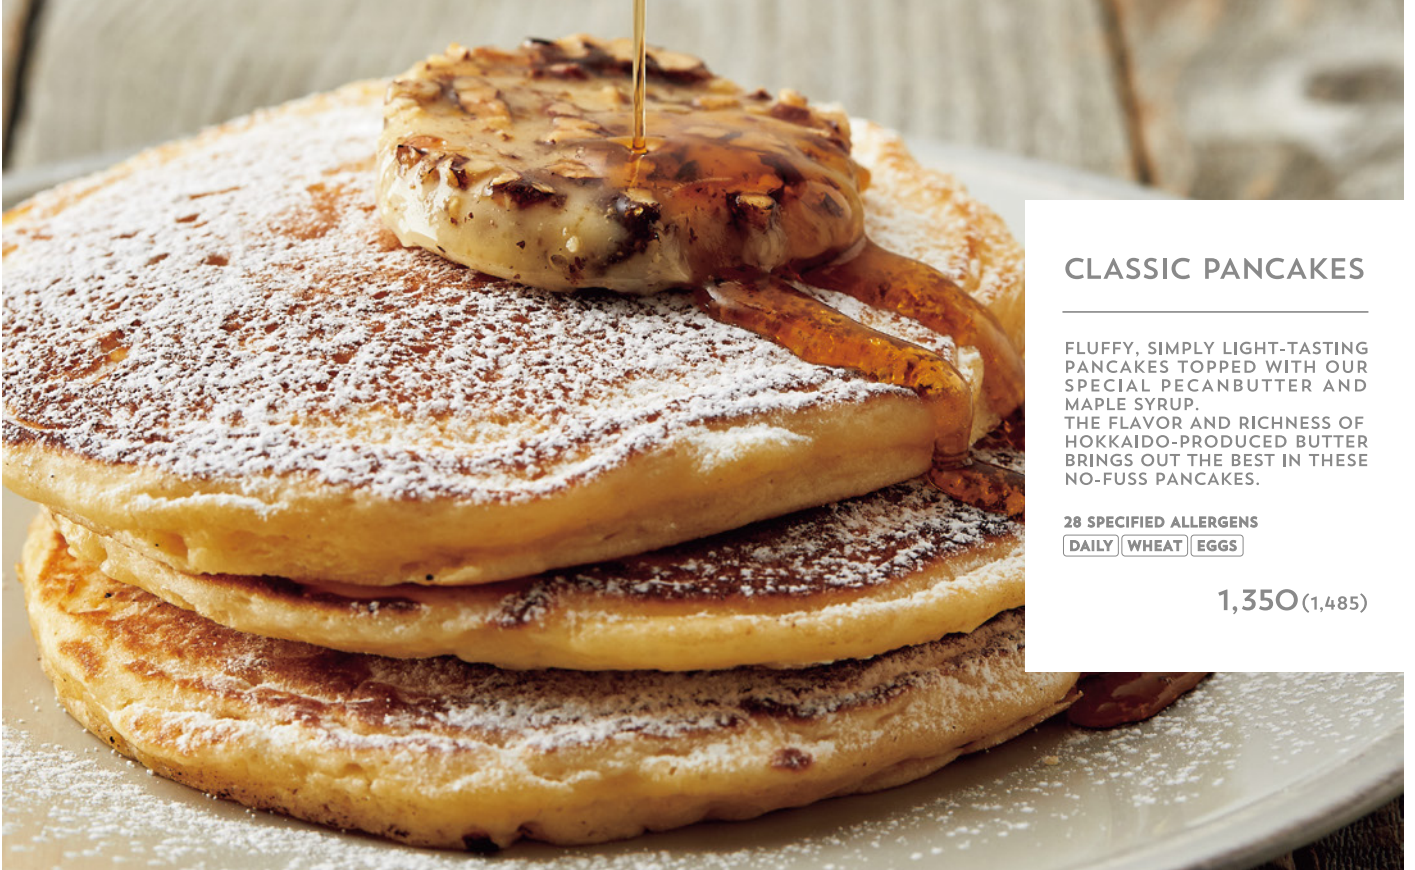 CLASSIC PANCAKES
FLUFFY, SIMPLY LIGHT-TASTING
PANCAKES TOPPED WITH OUR
SPECIAL PECANBUTTER AND
MAPLE SYRUP.
THE FLAVOR AND RICHNESS OF
HOKKAIDO-PRODUCED BUTTER
BRINGS OUT THE BEST IN THESE
NO-FUSS PANCAKES.
28 SPECIFIED ALLERGENS
DAILY WHEAT EGGS
1,350(1,485)